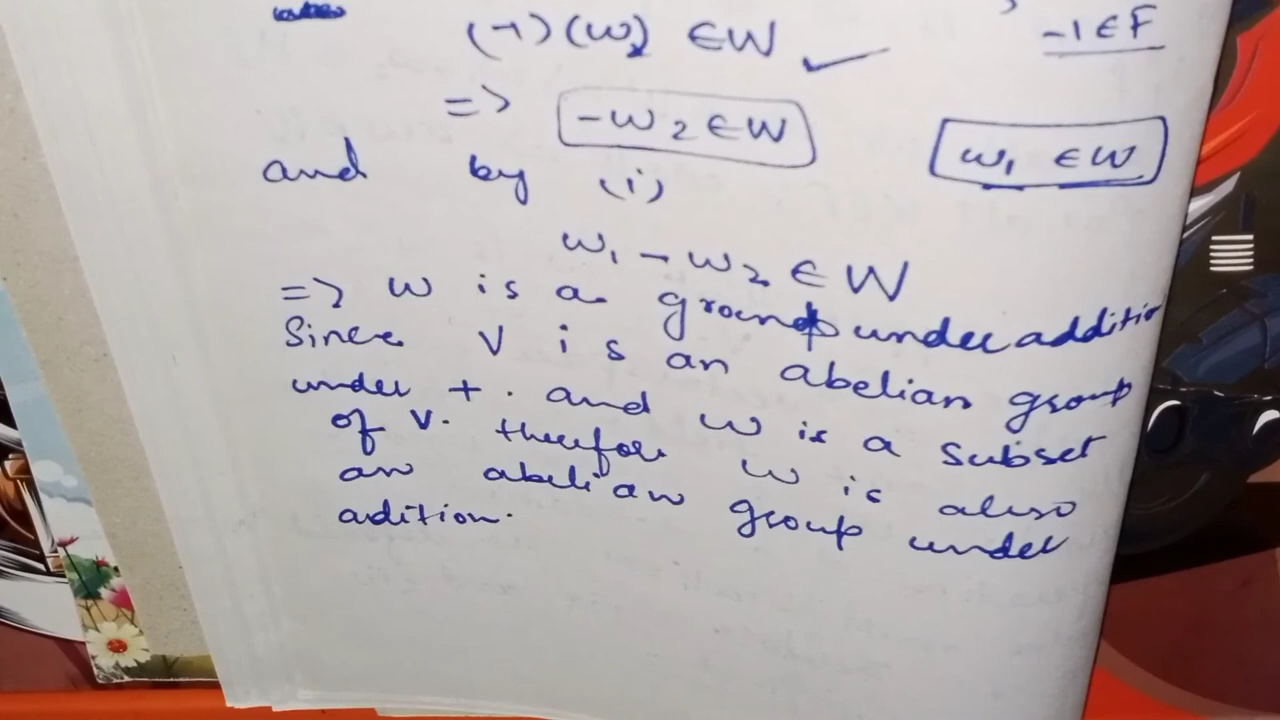 (-1)(w2) ∈W ✓ -1∈F
=> -w2∈W w1 ∈W
and by (i)
w1 - w2 ∈ W
=> W is a group under addition
Since V is an abelian group
under +. and W is a subset
of V. therefore W is also
an abelian group under
adition.